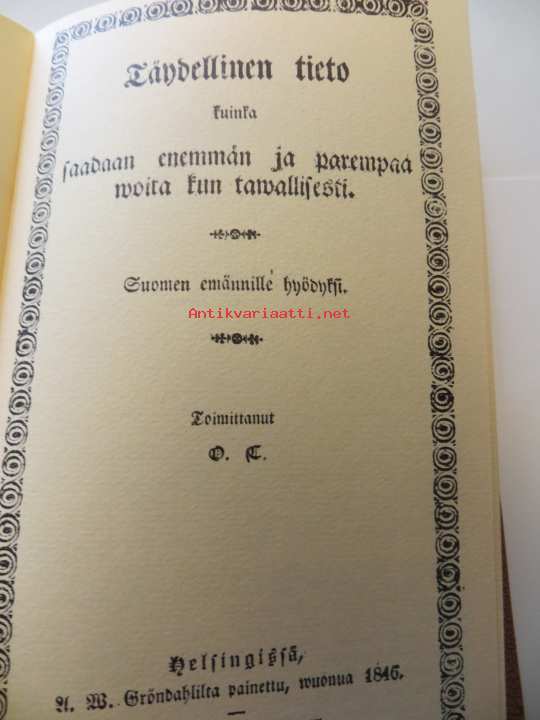 Täydellinen tieto
kuinka
saadaan enemmän ja parempaa
woita kun tawallisesti.
Suomen emännille hyödyksi.
Antikvariaatti.net
Toimittanut
O. T.
Helsingissä,
A. W. Gröndahlilta painettu, wuonna 1846.